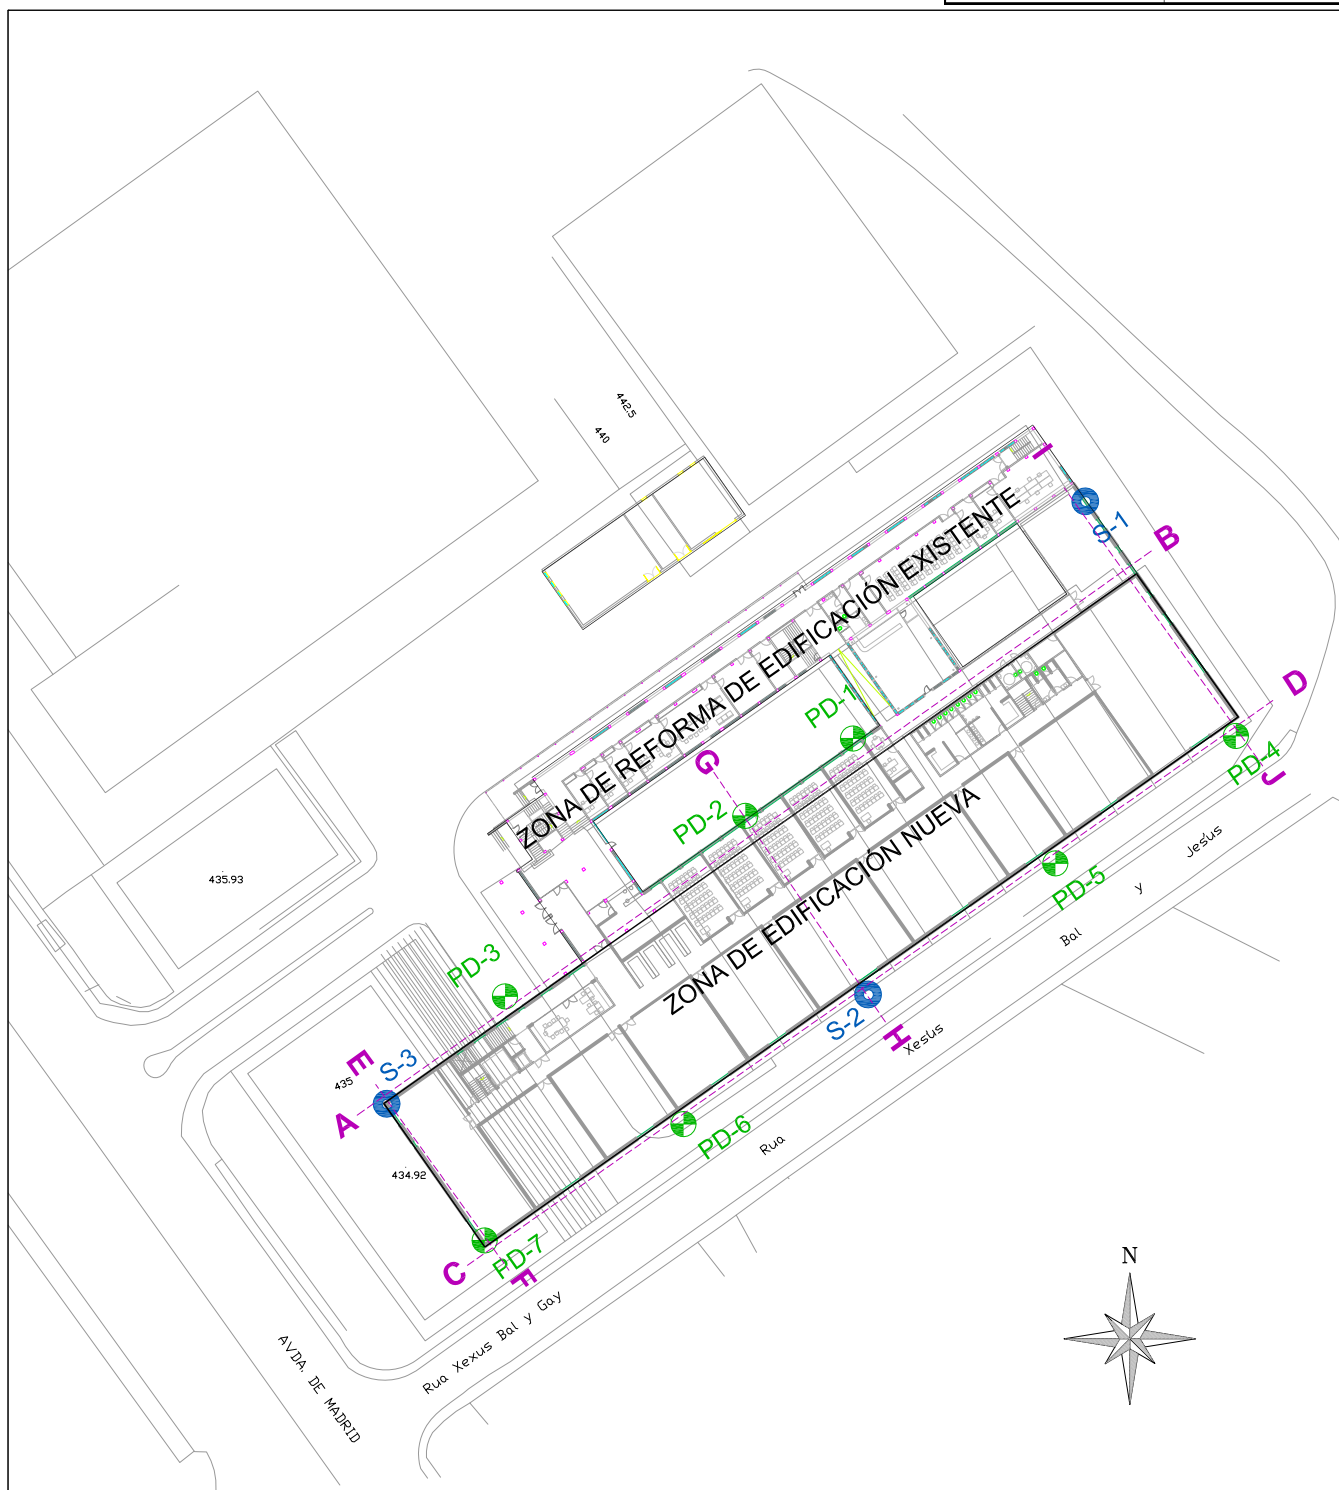 442.5
440
I
S-1
B
ZONA DE REFORMA DE EDIFICACIÓN EXISTENTE
D
PD-1
G
PD-4
J
PD-2
ZONA DE EDIFICACIÓN NUEVA
435.93
PD-5
PD-3
S-2
H
E
S-3
435
A
434.92
PD-6
PD-7
C
F
Rua Xesús Bal y Jesús
Rua Xexus Bal y Gay
AVDA. DE MADRID
N